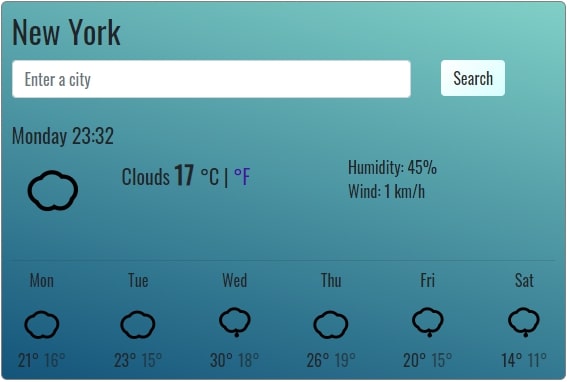 New York
Enter a city
Search
Monday 23:32
Clouds 17 °C | °F
Humidity: 45%
Wind: 1 km/h
Mon Tue Wed Thu Fri Sat
21° 16° 23° 15° 30° 18° 26° 19° 20° 15° 14° 11°